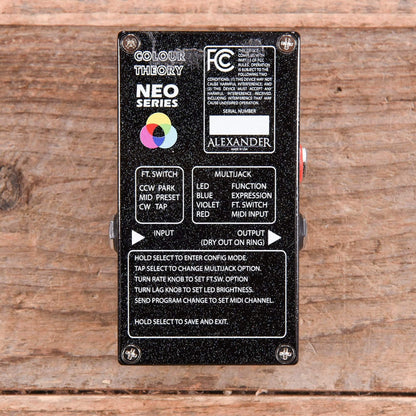 COLOUR
THEORY
NEO
SERIES
FCC
THIS DEVICE
COMPLIES WITH
PART 15 OF FCC
RULES. OPERATION
IS SUBJECT TO THE
FOLLOWING TWO
CONDITIONS: (1) THIS DEVICE MAY NOT
CAUSE HARMFUL INTERFERENCE, AND
(2) THIS DEVICE MUST ACCEPT ANY
HARMFUL INTERFERENCE RECEIVED,
INCLUDING INTERFERENCE THAT MAY
CAUSE UNDESIRED OPERATION.
SERIAL NUMBER
ALEXANDER
MADE IN USA
FT. SWITCH
CCW PARK
MID PRESET
CW TAP
MULTIJACK
LED FUNCTION
BLUE EXPRESSION
VIOLET FT. SWITCH
RED MIDI INPUT
INPUT
OUTPUT
(DRY OUT ON RING)
HOLD SELECT TO ENTER CONFIG MODE.
TAP SELECT TO CHANGE MULTIJACK OPTION.
TURN RATE KNOB TO SET FT.SW. OPTION
TURN LAG KNOB TO SET LED BRIGHTNESS.
SEND PROGRAM CHANGE TO SET MIDI CHANNEL.
HOLD SELECT TO SAVE AND EXIT.